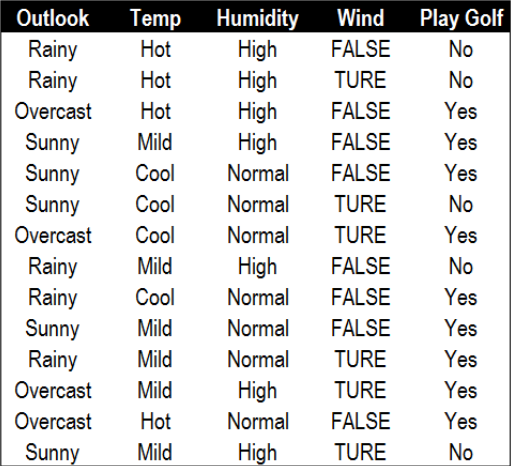 Outlook Temp Humidity Wind Play Golf
Rainy Hot High FALSE No
Rainy Hot High TURE No
Overcast Hot High FALSE Yes
Sunny Mild High FALSE Yes
Sunny Cool Normal FALSE Yes
Sunny Cool Normal TURE No
Overcast Cool Normal TURE Yes
Rainy Mild High FALSE No
Rainy Cool Normal FALSE Yes
Sunny Mild Normal FALSE Yes
Rainy Mild Normal TURE Yes
Overcast Mild High TURE Yes
Overcast Hot Normal FALSE Yes
Sunny Mild High TURE No